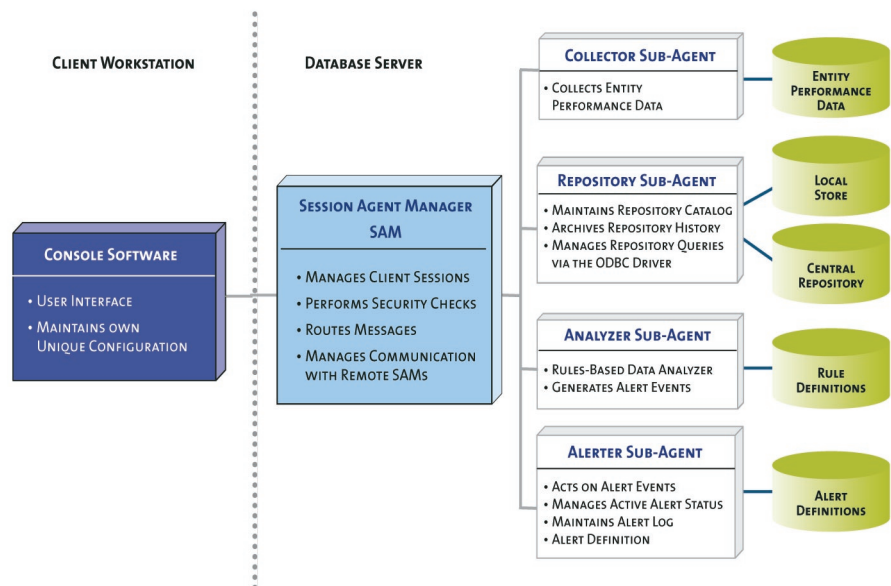 CLIENT WORKSTATION
DATABASE SERVER
CONSOLE SOFTWARE
• USER INTERFACE
• MAINTAINS OWN
UNIQUE CONFIGURATION
SESSION AGENT MANAGER
SAM
• MANAGES CLIENT SESSIONS
• PERFORMS SECURITY CHECKS
• ROUTES MESSAGES
• MANAGES COMMUNICATION
WITH REMOTE SAMS
COLLECTOR SUB-AGENT
• COLLECTS ENTITY
PERFORMANCE DATA
ENTITY
PERFORMANCE
DATA
REPOSITORY SUB-AGENT
• MAINTAINS REPOSITORY CATALOG
• ARCHIVES REPOSITORY HISTORY
• MANAGES REPOSITORY QUERIES
VIA THE ODBC DRIVER
LOCAL
STORE
CENTRAL
REPOSITORY
ANALYZER SUB-AGENT
• RULES-BASED DATA ANALYZER
• GENERATES ALERT EVENTS
RULE
DEFINITIONS
ALERTER SUB-AGENT
• ACTS ON ALERT EVENTS
• MANAGES ACTIVE ALERT STATUS
• MAINTAINS ALERT LOG
• ALERT DEFINITION
ALERT
DEFINITIONS